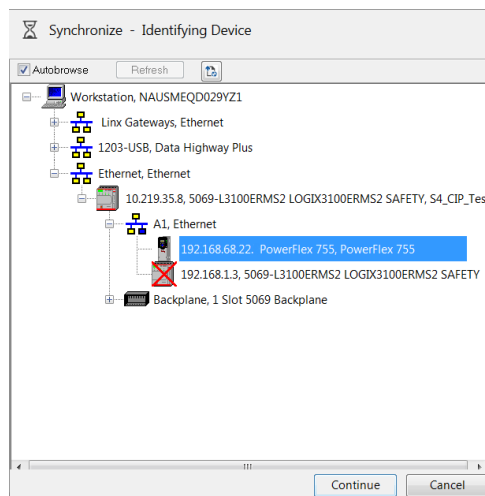 Synchronize - Identifying Device
Autobrowse Refresh
Workstation, NAUSMEQD029YZ1
Linx Gateways, Ethernet
1203-USB, Data Highway Plus
Ethernet, Ethernet
10.219.35.8, 5069-L3100ERMS2 LOGIX3100ERMS2 SAFETY, S4_CIP_Tes
A1, Ethernet
192.168.68.22. PowerFlex 755, PowerFlex 755
192.168.1.3, 5069-L3100ERMS2 LOGIX3100ERMS2 SAFETY
Backplane, 1 Slot 5069 Backplane
Continue Cancel